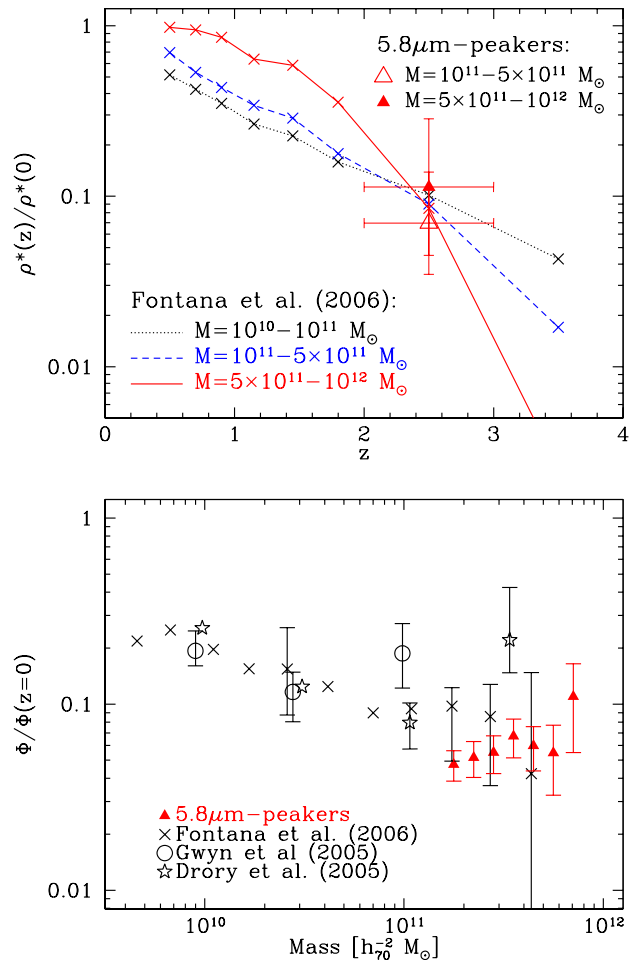 1
0.1
0.01
ρ*(z)/ρ*(0)
5.8μm-peakers:
M=10¹¹−5×10¹¹ M☉
M=5×10¹¹−10¹² M☉
Fontana et al. (2006):
M=10¹⁰−10¹¹ M☉
M=10¹¹−5×10¹¹ M☉
M=5×10¹¹−10¹² M☉
0 1 2 3 4
z
1
0.1
0.01
Φ/Φ(z=0)
5.8μm-peakers
Fontana et al. (2006)
Gwyn et al (2005)
Drory et al. (2005)
10¹⁰ 10¹¹ 10¹²
Mass [h₇₀⁻² M☉]